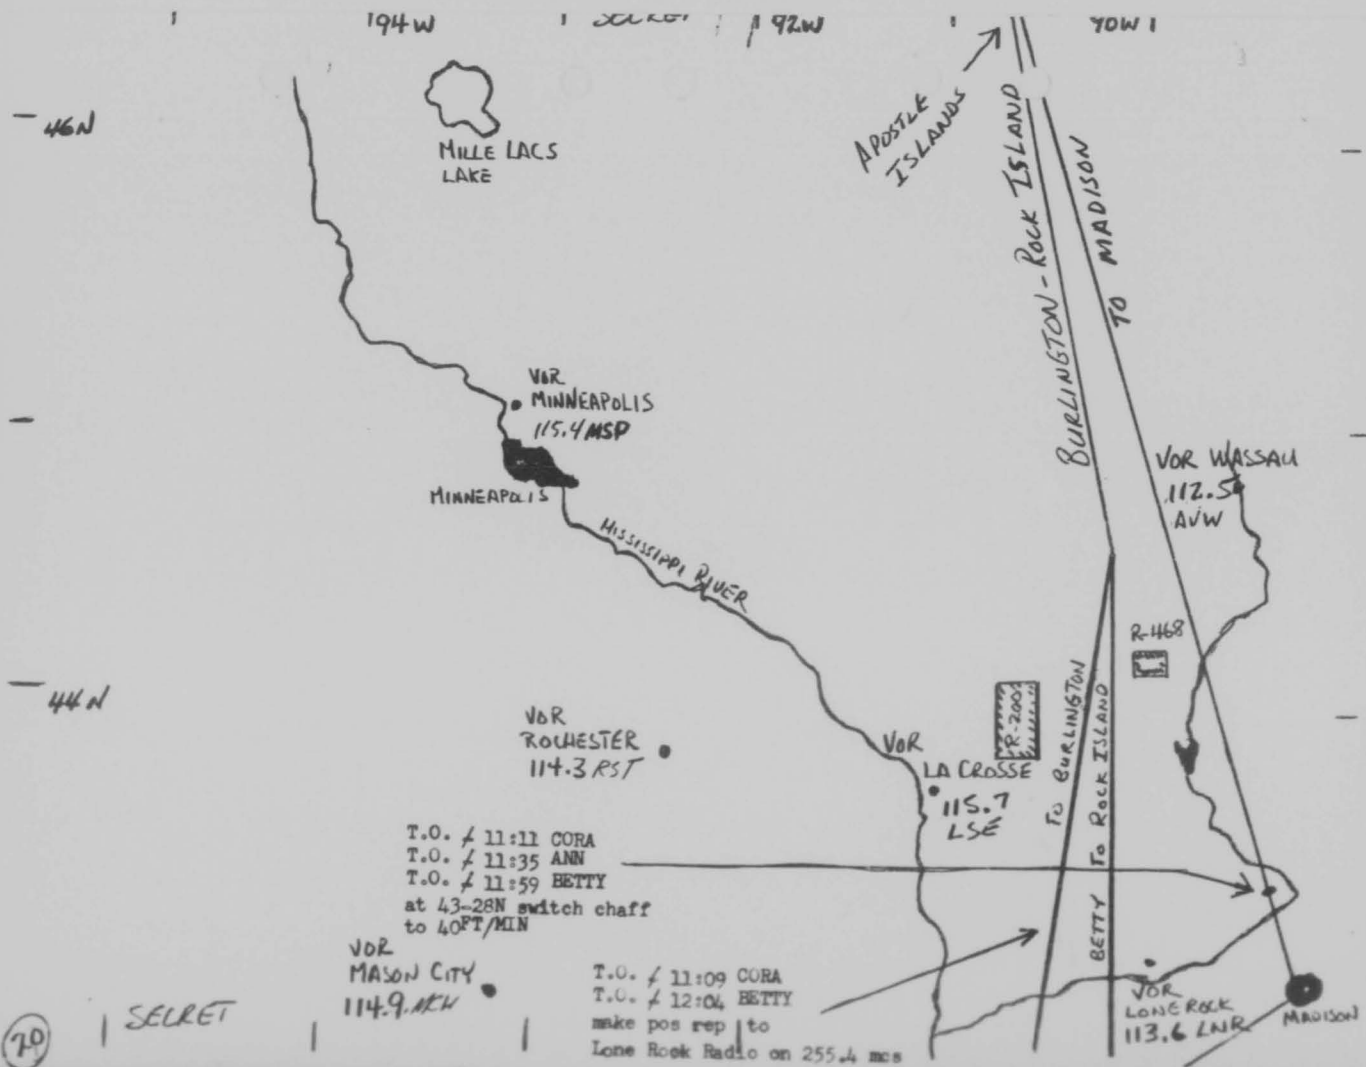 94W
SECRET
92W
90W
46N
MILLE LACS
LAKE
APOSTLE
ISLANDS
BURLINGTON-ROCK ISLAND
TO MADISON
VOR
MINNEAPOLIS
115.4 MSP
MINNEAPOLIS
VOR WASSAU
112.5
AVW
MISSISSIPPI RIVER
R-468
44N
R-200
TO BURLINGTON
BETTY TO ROCK ISLAND
VOR
ROCHESTER
114.3 RST
VOR
LA CROSSE
115.7
LSE
T.O. ≠ 11:11 CORA
T.O. ≠ 11:35 ANN
T.O. ≠ 11:59 BETTY
at 43-28N switch chaff
to 40FT/MIN
VOR
MASON CITY
114.9 MCW
T.O. ≠ 11:09 CORA
T.O. ≠ 12:04 BETTY
make pos rep to
Lone Rock Radio on 255.4 mcs
VOR
LONE ROCK
113.6 LNR
MADISON
20
SECRET